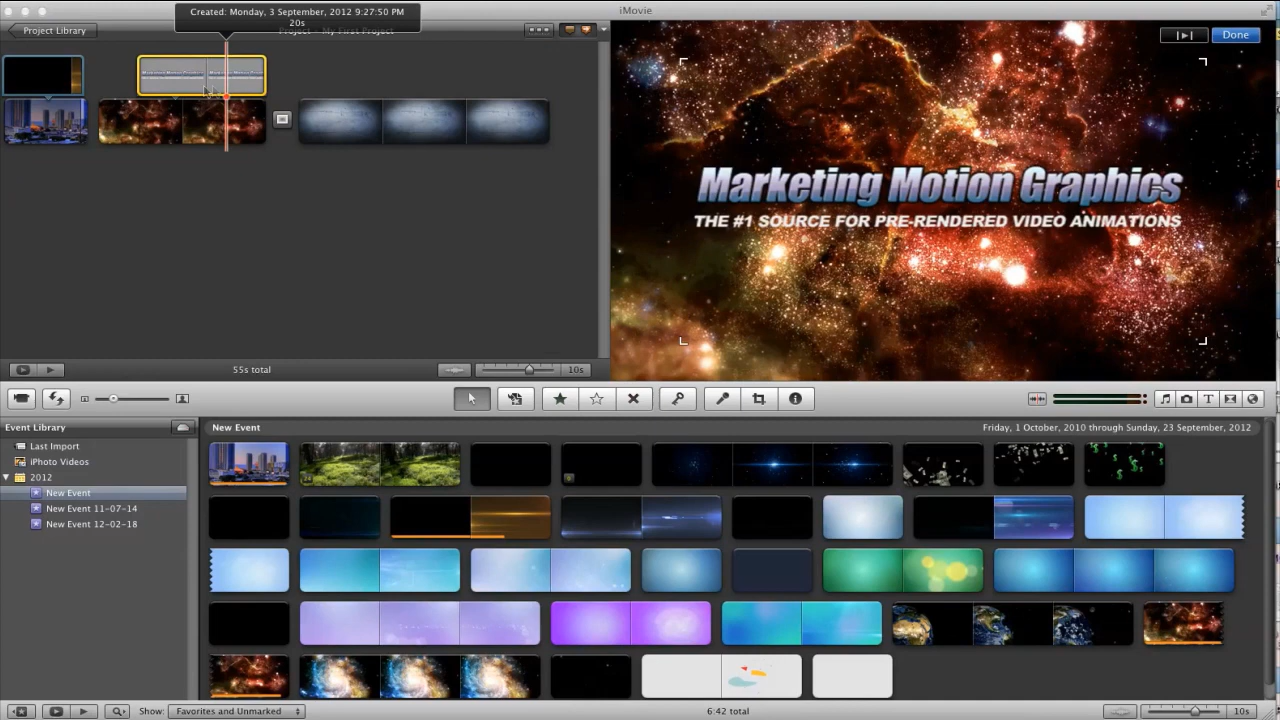 iMovie
Created: Monday, 3 September, 2012 9:27:50 PM
20s
Project Library
Project - My First Project
Done
Marketing Motion Graphics
THE #1 SOURCE FOR PRE-RENDERED VIDEO ANIMATIONS
55s total
10s
Event Library
New Event
Friday, 1 October, 2010 through Sunday, 23 September, 2012
Last Import
iPhoto Videos
2012
New Event
New Event 11-07-14
New Event 12-02-18
Show:
Favorites and Unmarked
6:42 total
10s